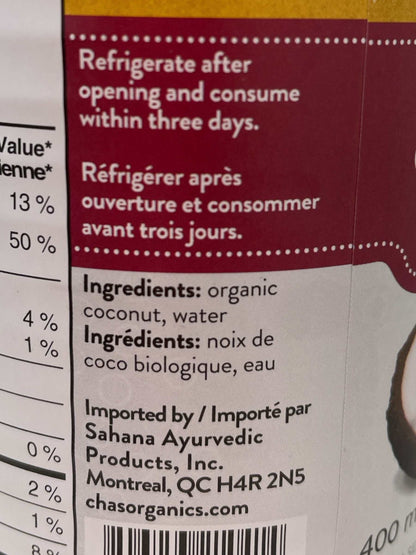 Refrigerate after
opening and consume
within three days.
Réfrigérer après
ouverture et consommer
avant trois jours.
Value*
ienne*
13 %
50 %
4 %
1 %
0 %
2 %
1 %
8 %
Ingredients: organic
coconut, water
Ingrédients: noix de
coco biologique, eau
Imported by / Importé par
Sahana Ayurvedic
Products, Inc.
Montreal, QC H4R 2N5
chasorganics.com
400 m